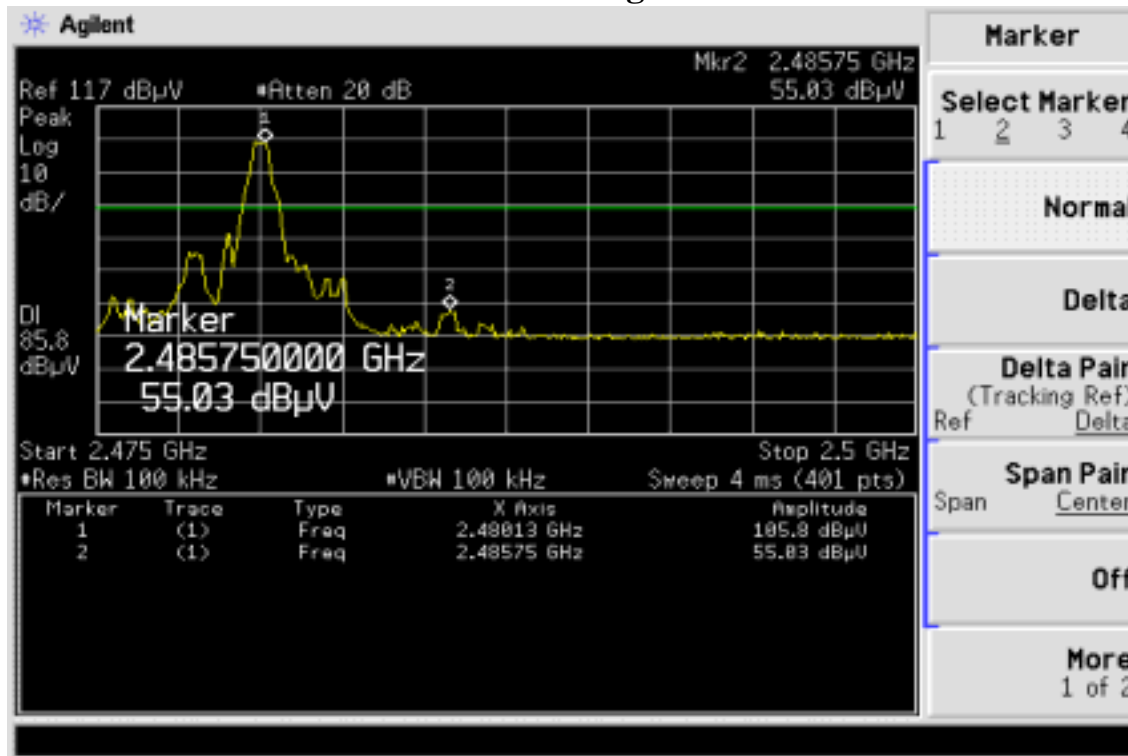 Agilent
Mkr2 2.48575 GHz
Ref 117 dBµV #Atten 20 dB 55.03 dBµV
Peak
Log
10
dB/
1
2
DI
85.8
dBµV
Marker
2.485750000 GHz
55.03 dBµV
Start 2.475 GHz Stop 2.5 GHz
#Res BW 100 kHz #VBW 100 kHz Sweep 4 ms (401 pts)
Marker Trace Type X Axis Amplitude
1 (1) Freq 2.48013 GHz 105.8 dBµV
2 (1) Freq 2.48575 GHz 55.03 dBµV
Marker
Select Marker
1 2 3 4
Normal
Delta
Delta Pair
(Tracking Ref)
Ref Delta
Span Pair
Span Center
Off
More
1 of 2